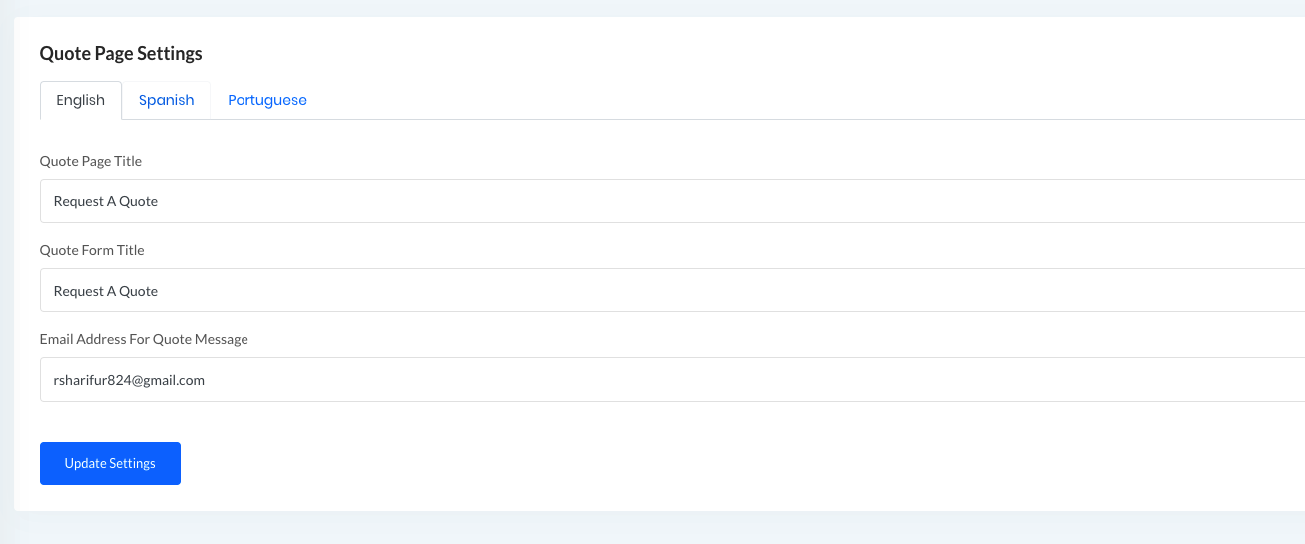 Quote Page Settings
English Spanish Portuguese
Quote Page Title
Request A Quote
Quote Form Title
Request A Quote
Email Address For Quote Message
rsharifur824@gmail.com
Update Settings